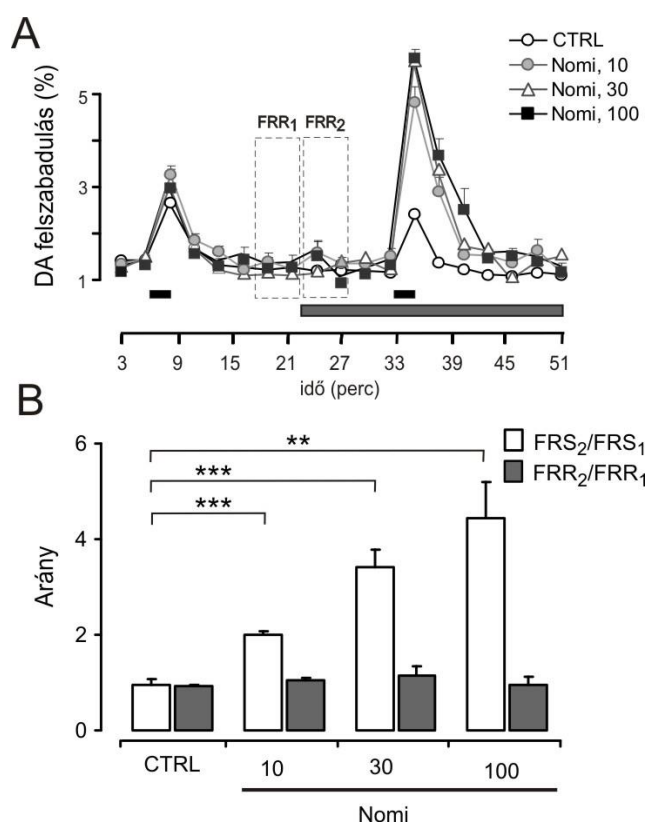 A
CTRL
Nomi, 10
Nomi, 30
Nomi, 100
DA felszabadulás (%)
5
3
1
FRR1 FRR2
3 9 15 21 27 33 39 45 51
idő (perc)
B
FRS2/FRS1
FRR2/FRR1
Arány
6
4
2
0
**
***
***
CTRL 10 30 100
Nomi